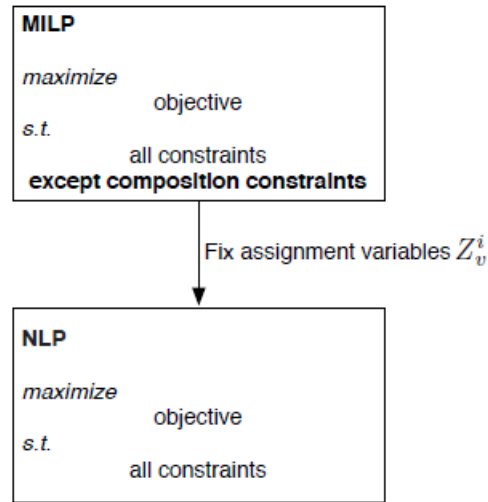 MILP
maximize
objective
s.t.
all constraints
except composition constraints
Fix assignment variables $Z_v^i$
NLP
maximize
objective
s.t.
all constraints